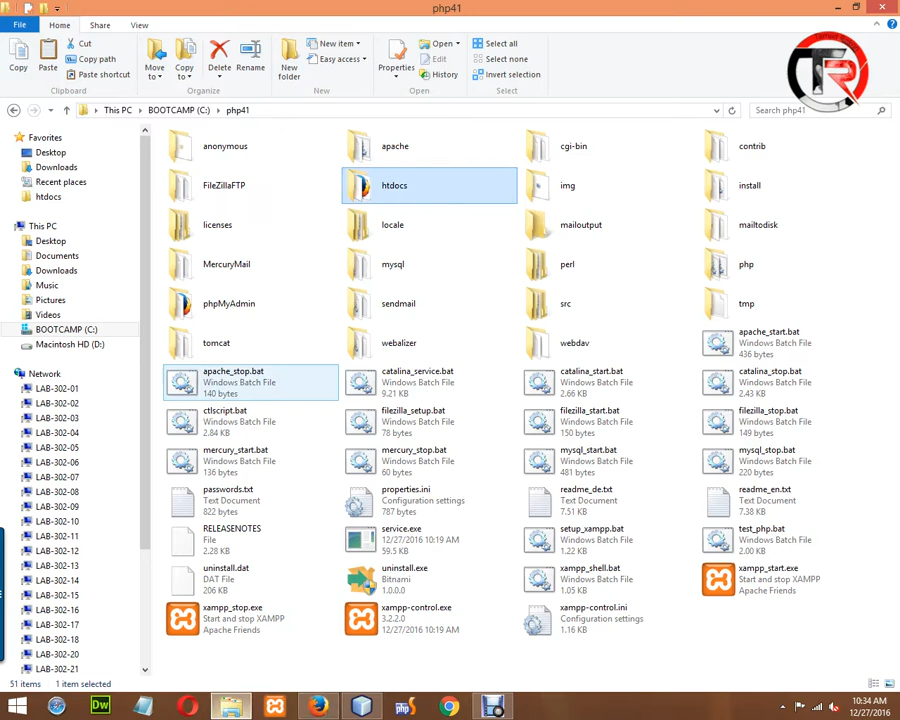 php41
File
Home
Share
View
Copy
Paste
Cut
Copy path
Paste shortcut
Clipboard
Move to
Copy to
Delete
Rename
Organize
New folder
New item
Easy access
New
Properties
Open
Edit
History
Open
Select all
Select none
Invert selection
Select
TR
This PC
BOOTCAMP (C:)
php41
Search php41
Favorites
Desktop
Downloads
Recent places
htdocs
This PC
Desktop
Documents
Downloads
Music
Pictures
Videos
BOOTCAMP (C:)
Macintosh HD (D:)
Network
LAB-302-01
LAB-302-02
LAB-302-03
LAB-302-04
LAB-302-05
LAB-302-06
LAB-302-07
LAB-302-08
LAB-302-09
LAB-302-10
LAB-302-11
LAB-302-12
LAB-302-13
LAB-302-14
LAB-302-15
LAB-302-16
LAB-302-17
LAB-302-18
LAB-302-20
LAB-302-21
anonymous
apache
cgi-bin
contrib
FileZillaFTP
htdocs
img
install
licenses
locale
mailoutput
mailtodisk
MercuryMail
mysql
perl
php
phpMyAdmin
sendmail
src
tmp
tomcat
webalizer
webdav
apache_start.bat
Windows Batch File
436 bytes
apache_stop.bat
Windows Batch File
140 bytes
catalina_service.bat
Windows Batch File
9.21 KB
catalina_start.bat
Windows Batch File
2.66 KB
catalina_stop.bat
Windows Batch File
2.43 KB
ctlscript.bat
Windows Batch File
2.84 KB
filezilla_setup.bat
Windows Batch File
78 bytes
filezilla_start.bat
Windows Batch File
150 bytes
filezilla_stop.bat
Windows Batch File
149 bytes
mercury_start.bat
Windows Batch File
136 bytes
mercury_stop.bat
Windows Batch File
60 bytes
mysql_start.bat
Windows Batch File
481 bytes
mysql_stop.bat
Windows Batch File
220 bytes
passwords.txt
Text Document
822 bytes
properties.ini
Configuration settings
787 bytes
readme_de.txt
Text Document
7.51 KB
readme_en.txt
Text Document
7.38 KB
RELEASENOTES
File
2.28 KB
service.exe
12/27/2016 10:19 AM
59.5 KB
setup_xampp.bat
Windows Batch File
1.22 KB
test_php.bat
Windows Batch File
2.00 KB
uninstall.dat
DAT File
206 KB
uninstall.exe
Bitnami
1.0.0.0
xampp_shell.bat
Windows Batch File
1.05 KB
xampp_start.exe
Start and stop XAMPP
Apache Friends
xampp_stop.exe
Start and stop XAMPP
Apache Friends
xampp-control.exe
3.2.2.0
12/27/2016 10:19 AM
xampp-control.ini
Configuration settings
1.16 KB
51 items
1 item selected
Dw
php
10:34 AM
12/27/2016